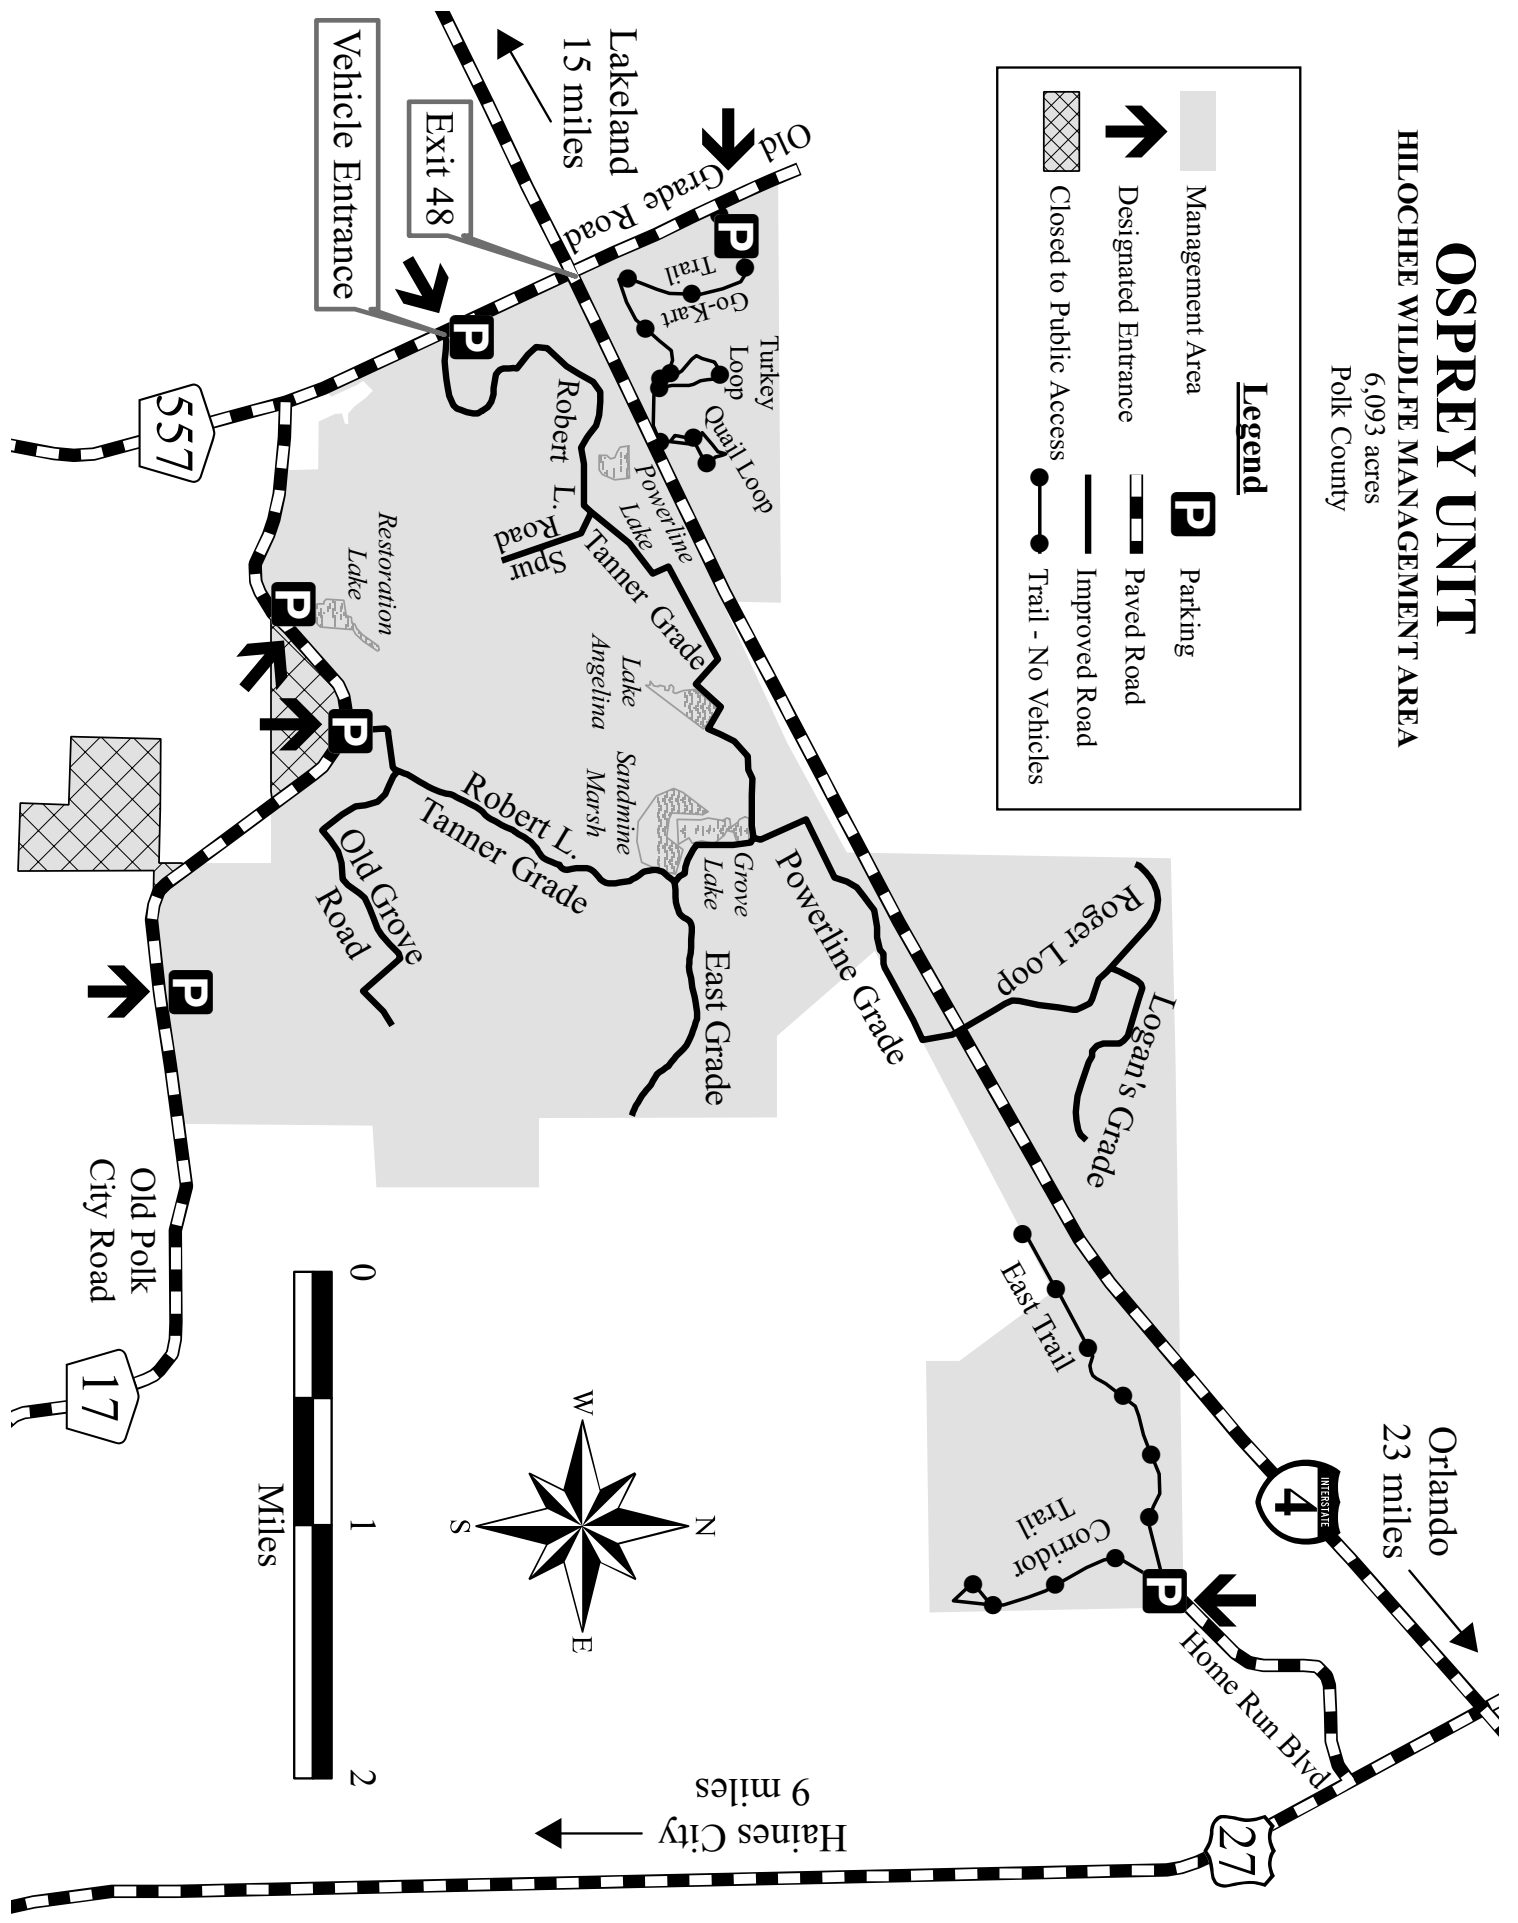 OSPREY UNIT
HILOCHEE WILDLIFE MANAGEMENT AREA
6,093 acres
Polk County
Legend
Management Area
Designated Entrance
Closed to Public Access
P
Parking
Paved Road
Improved Road
Trail - No Vehicles
Orlando
23 miles
INTERSTATE
4
Lakeland
15 miles
Exit 48
Vehicle Entrance
Old
Grade Road
P
Go-Kart
Trail
Turkey
Loop
Quail Loop
P
Robert L.
Tanner Grade
Spur
Road
Powerline
Lake
Lake
Angelina
Sandmine
Marsh
Grove
Lake
Powerline Grade
Roger Loop
Logan's Grade
East Grade
Robert L.
Tanner Grade
Old Grove
Road
Restoration
Lake
P
P
P
557
Old Polk
City Road
17
East Trail
Corridor
Trail
P
Home Run Blvd
27
Haines City
9 miles
N
W
E
S
0
1
2
Miles